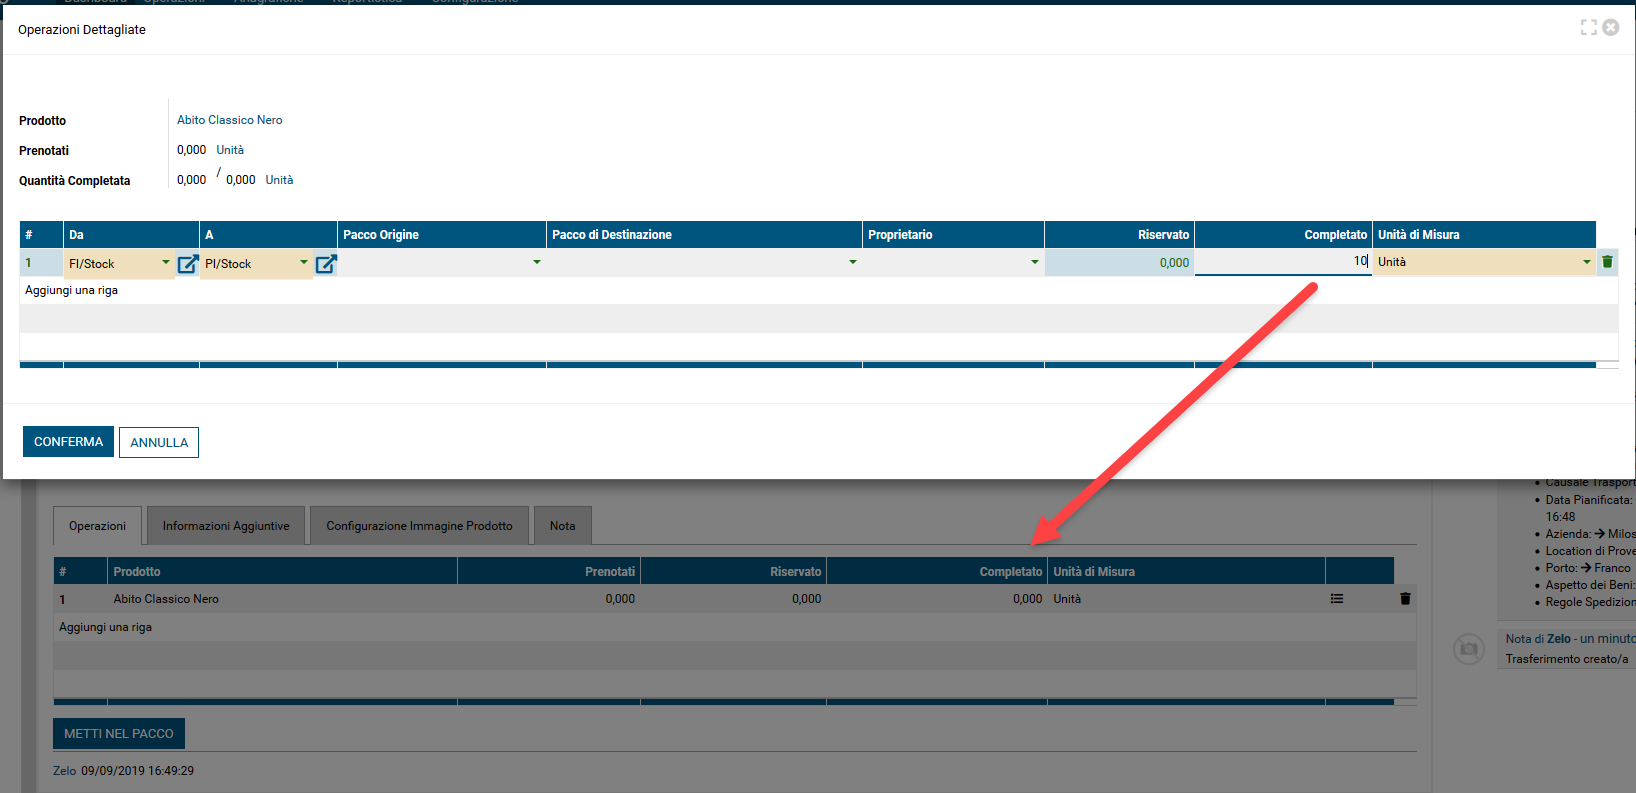 Dashboard Operazioni Anagrafiche Reportistica Configurazione
Operazioni Dettagliate
Prodotto Abito Classico Nero
Prenotati 0,000 Unità
Quantità Completata 0,000 / 0,000 Unità
# Da A Pacco Origine Pacco di Destinazione Proprietario Riservato Completato Unità di Misura
1 FI/Stock PI/Stock 0,000 10 Unità
Aggiungi una riga
CONFERMA ANNULLA
Causale Trasport
Data Pianificata:
16:48
Azienda: → Milos
Location di Prove
Porto: → Franco
Aspetto dei Beni:
Regole Spedizion
Operazioni Informazioni Aggiuntive Configurazione Immagine Prodotto Nota
# Prodotto Prenotati Riservato Completato Unità di Misura
1 Abito Classico Nero 0,000 0,000 0,000 Unità
Aggiungi una riga
Nota di Zelo - un minuto
Trasferimento creato/a
METTI NEL PACCO
Zelo 09/09/2019 16:49:29